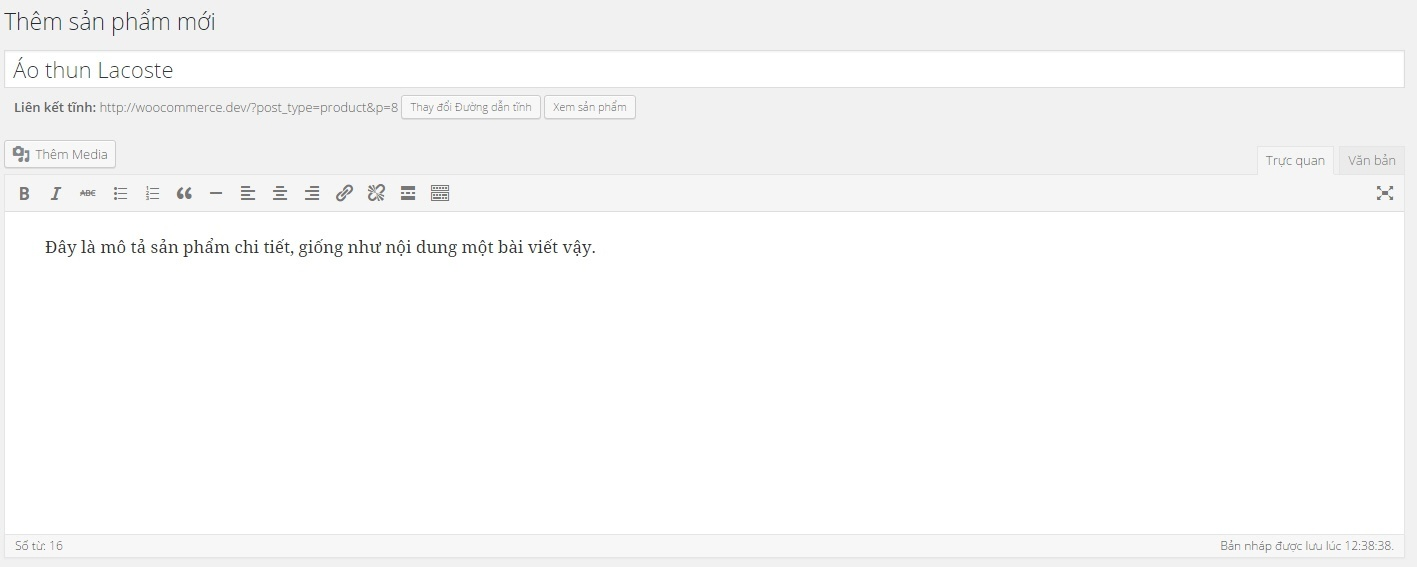 Thêm sản phẩm mới
Áo thun Lacoste
Liên kết tĩnh: http://woocommerce.dev/?post_type=product&p=8 Thay đổi Đường dẫn tĩnh Xem sản phẩm
Thêm Media
Trực quan Văn bản
B I ABC
Đây là mô tả sản phẩm chi tiết, giống như nội dung một bài viết vậy.
Số từ: 16 Bản nháp được lưu lúc 12:38:38.